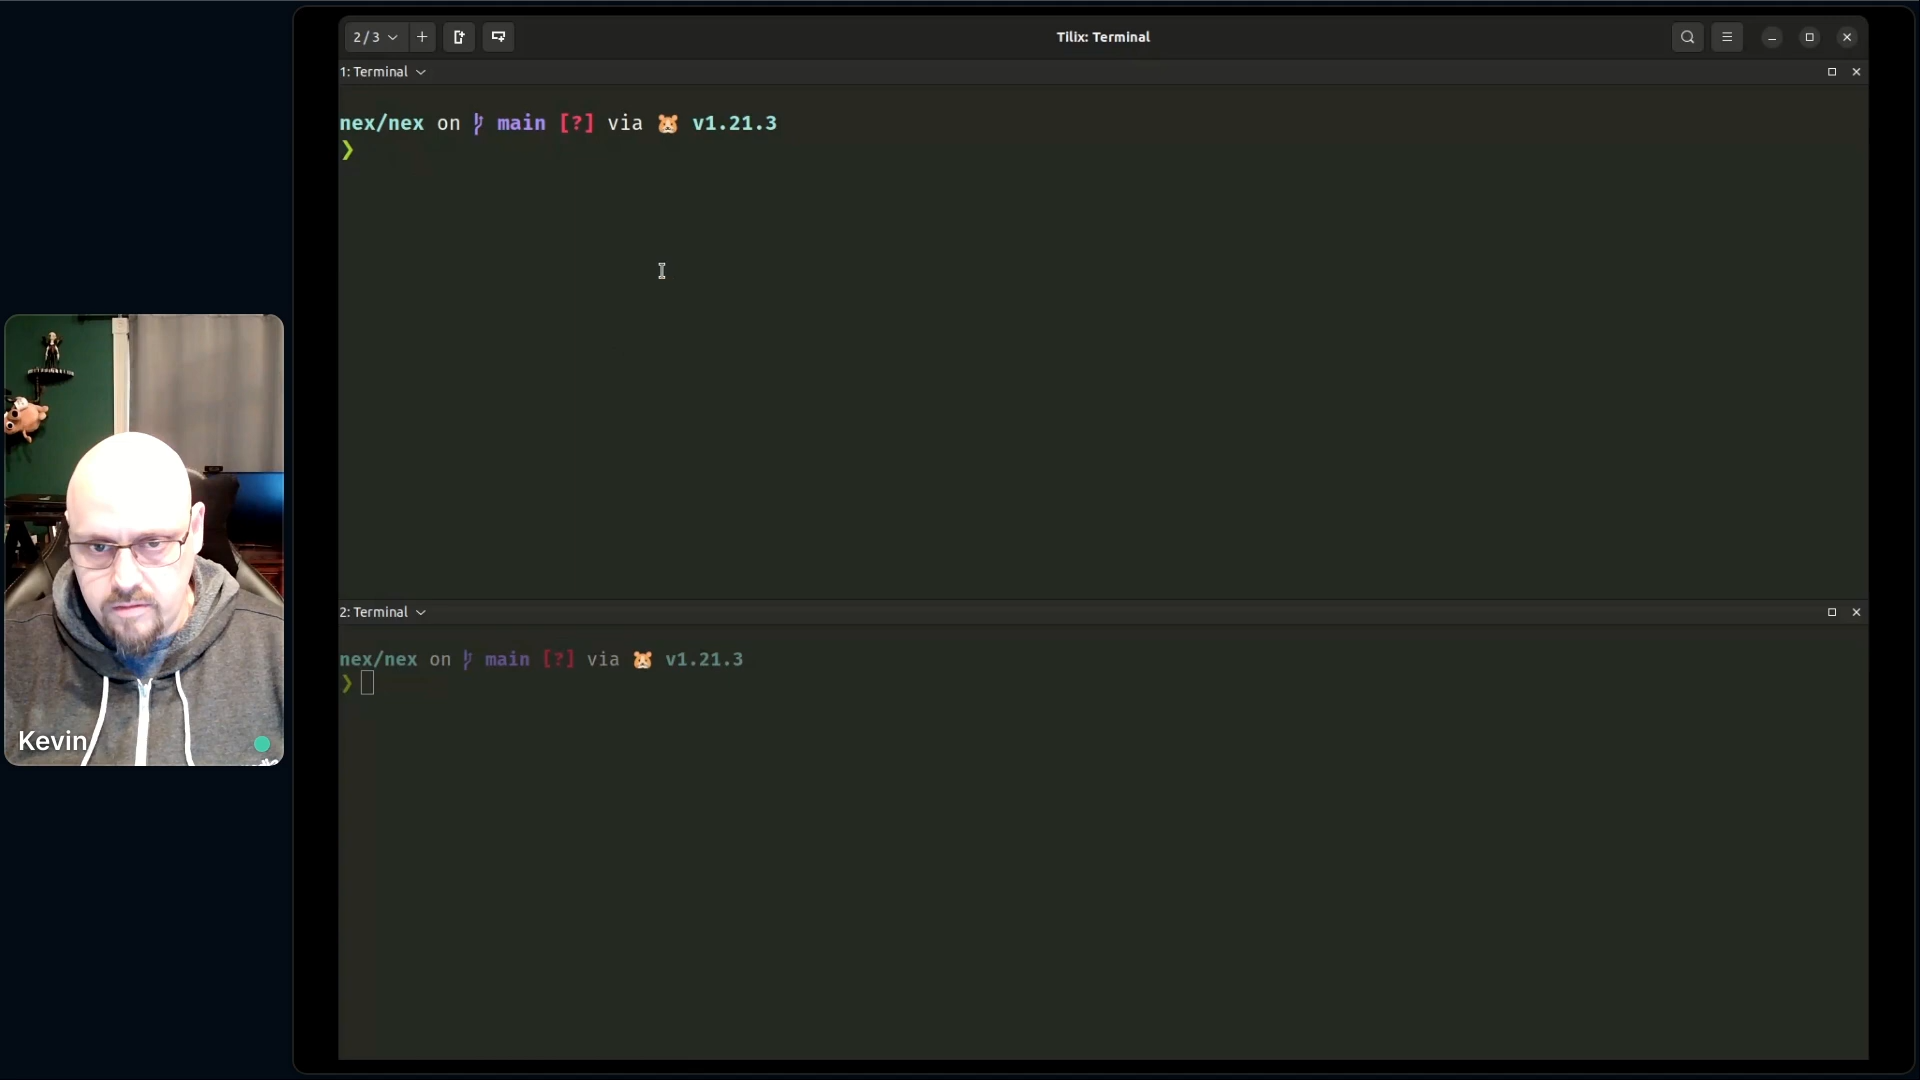 2 / 3
Tilix: Terminal
1: Terminal
nex/nex on main [?] via 🐹 v1.21.3
❯
2: Terminal
nex/nex on main [?] via 🐹 v1.21.3
❯
Kevin